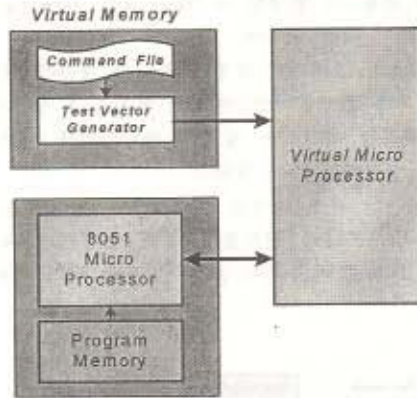 Virtual Memory
Command File
Test Vector
Generator
Virtual Micro
Processor
8051
Micro
Processor
Program
Memory